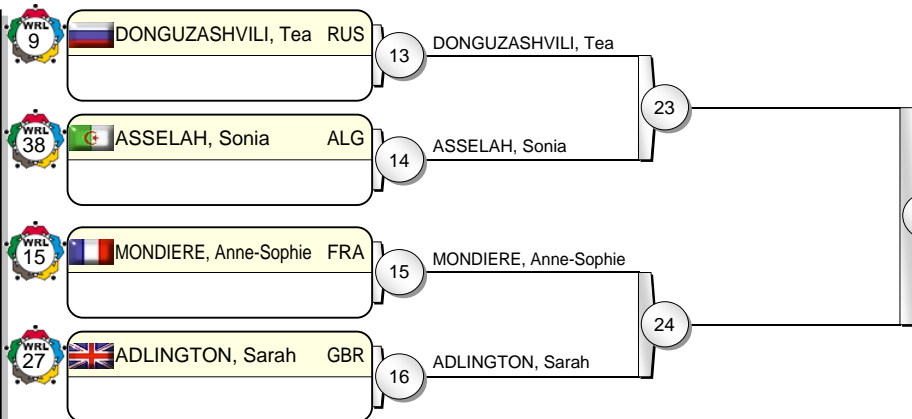 WRL
9
DONGUZASHVILI, Tea RUS
13
DONGUZASHVILI, Tea
23
WRL
38
ASSELAH, Sonia ALG
14
ASSELAH, Sonia
WRL
15
MONDIERE, Anne-Sophie FRA
15
MONDIERE, Anne-Sophie
24
WRL
27
ADLINGTON, Sarah GBR
16
ADLINGTON, Sarah